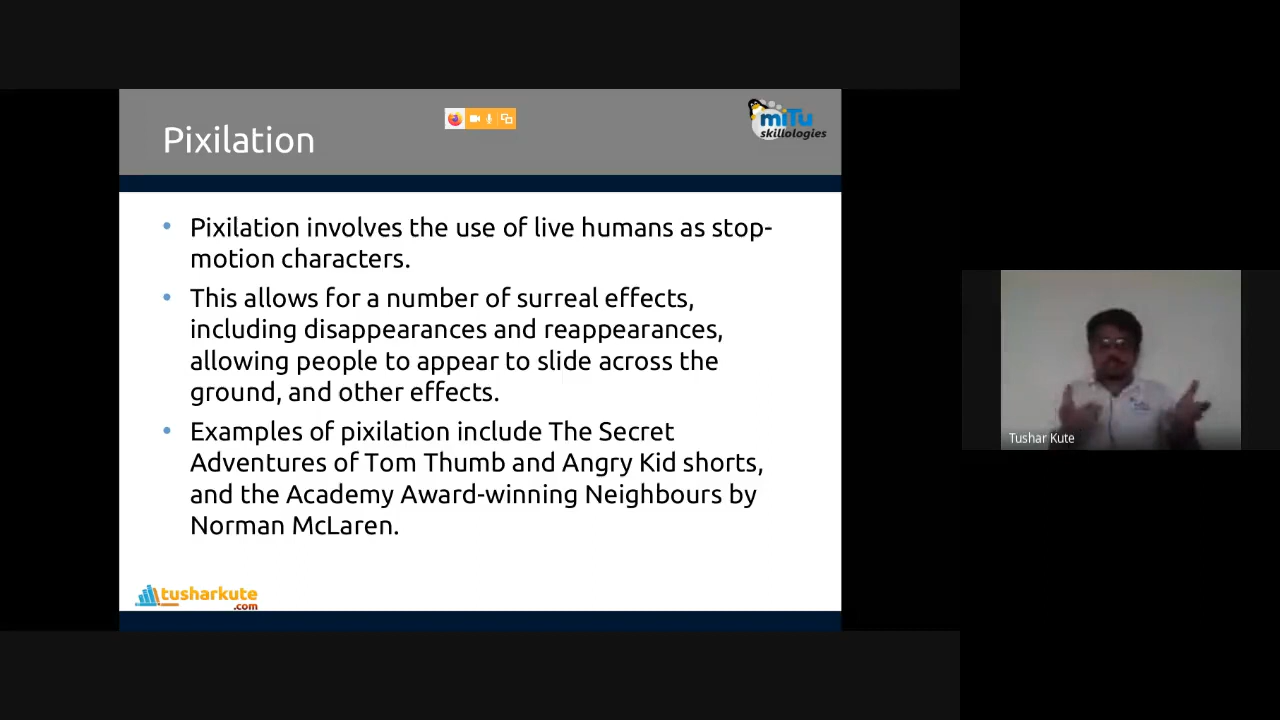 Pixilation
miTu
skillologies
• Pixilation involves the use of live humans as stop-
motion characters.
• This allows for a number of surreal effects,
including disappearances and reappearances,
allowing people to appear to slide across the
ground, and other effects.
• Examples of pixilation include The Secret
Adventures of Tom Thumb and Angry Kid shorts,
and the Academy Award-winning Neighbours by
Norman McLaren.
tusharkute
.com
Tushar Kute